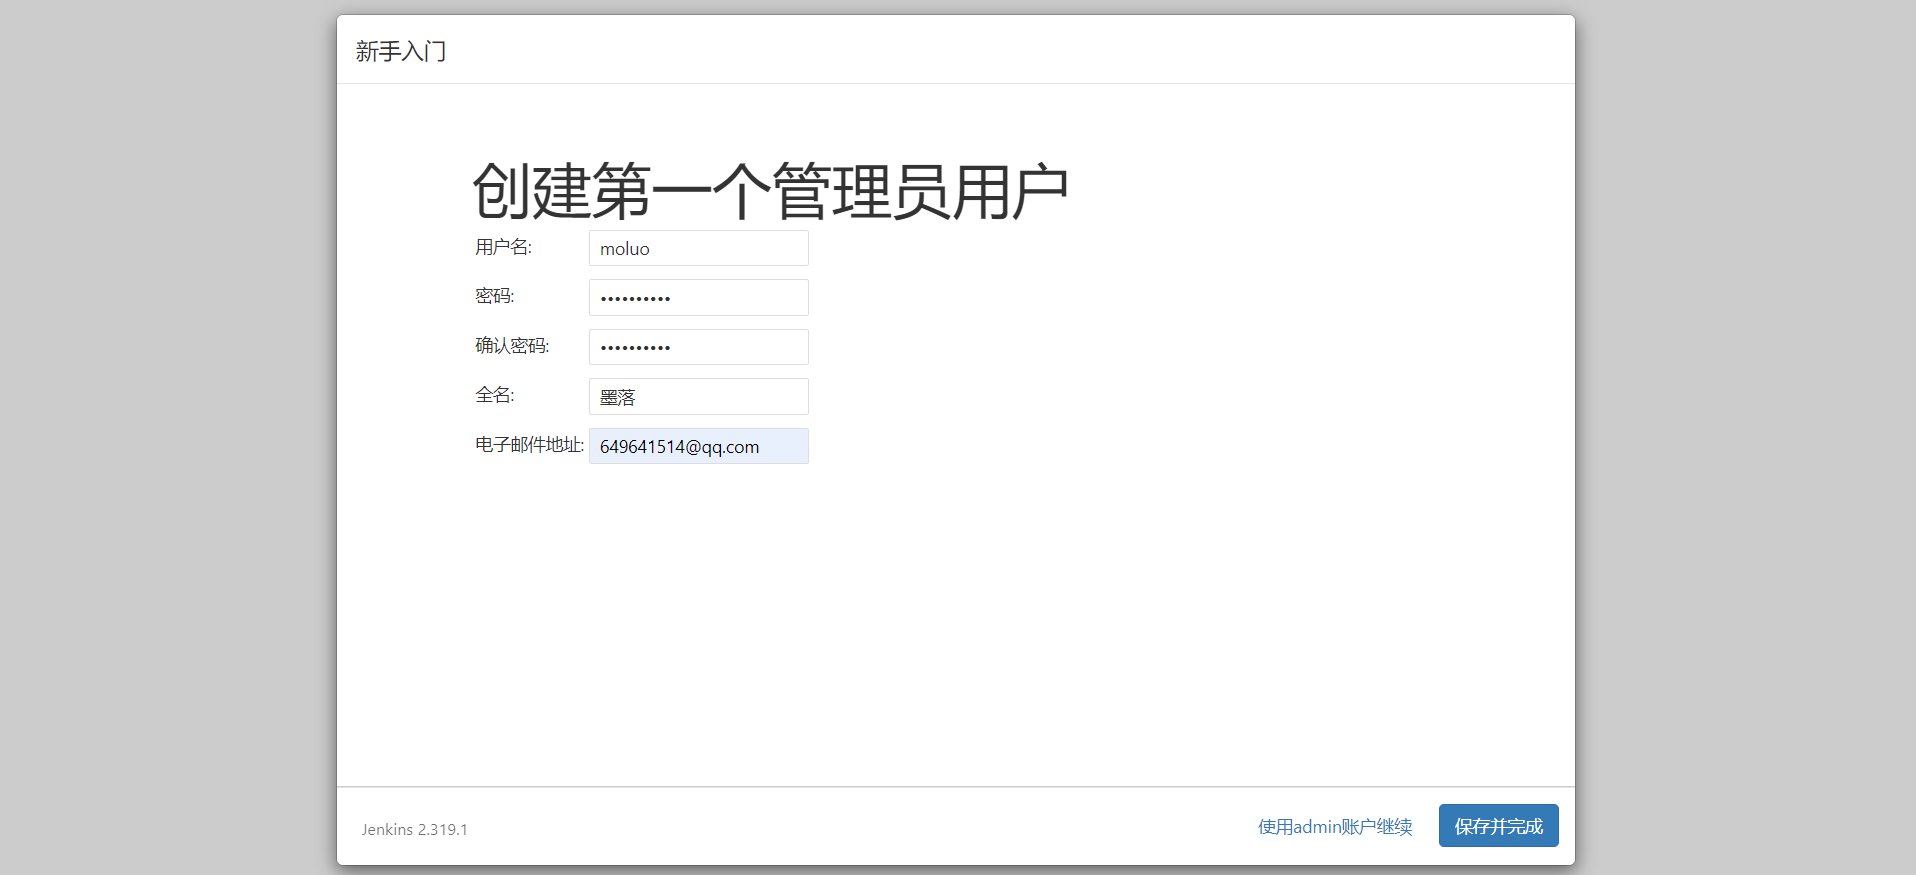 新手入门
创建第一个管理员用户
用户名: moluo
密码: ••••••••••
确认密码: ••••••••••
全名: 墨落
电子邮件地址: 649641514@qq.com
Jenkins 2.319.1 使用admin账户继续 保存并完成